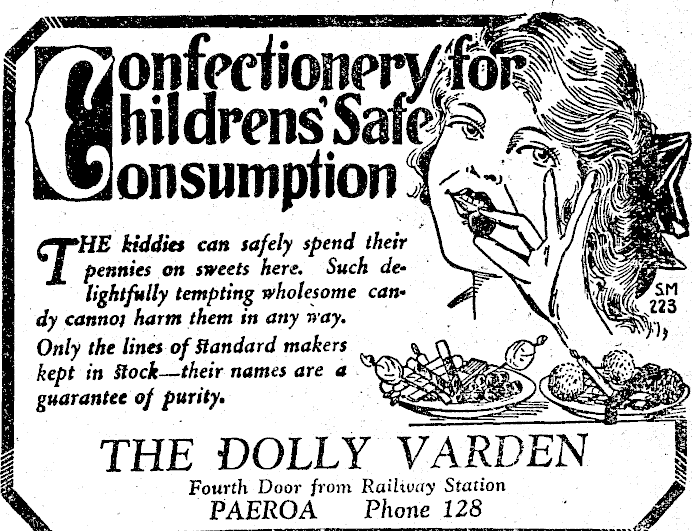 Confectionery for
Childrens' Safe
Consumption
THE kiddies can safely spend their
pennies on sweets here. Such de-
lightfully tempting wholesome can-
dy cannot harm them in any way.
Only the lines of standard makers
kept in stock—their names are a
guarantee of purity.
S.M
223
THE DOLLY VARDEN
Fourth Door from Railway Station
PAEROA Phone 128